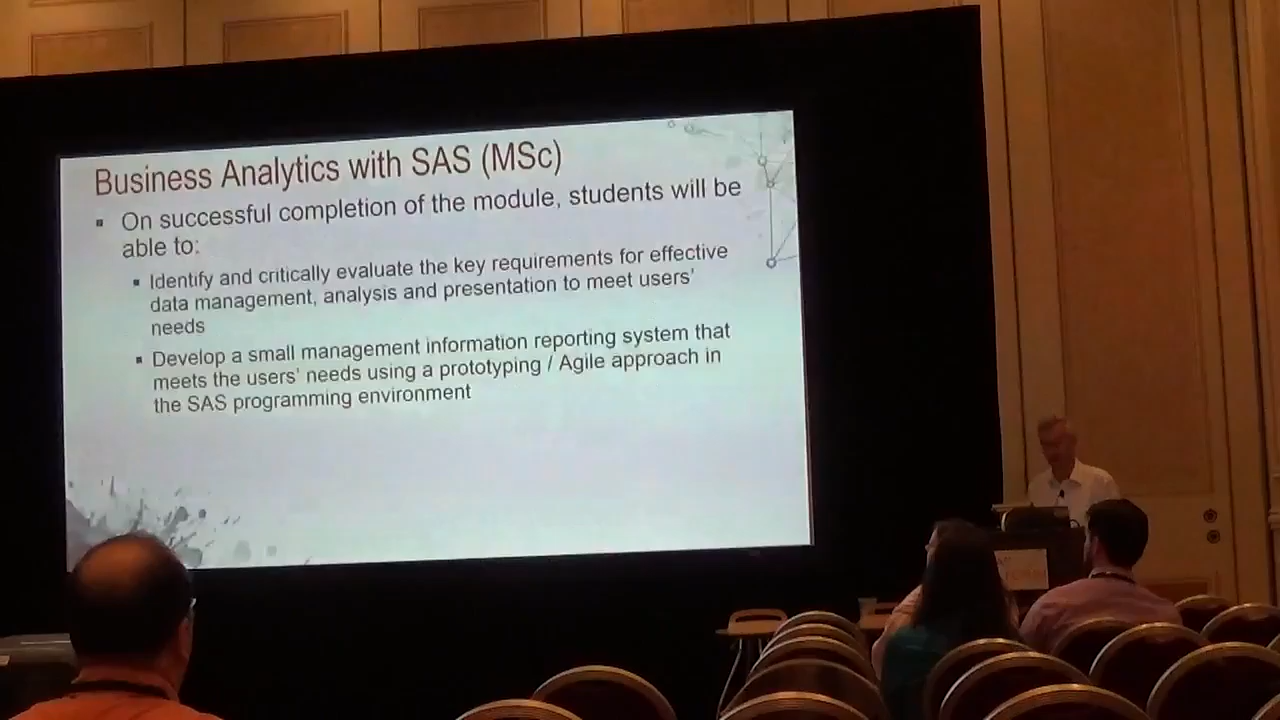 Business Analytics with SAS (MSc)
On successful completion of the module, students will be
able to:
Identify and critically evaluate the key requirements for effective
data management, analysis and presentation to meet users'
needs
Develop a small management information reporting system that
meets the users' needs using a prototyping / Agile approach in
the SAS programming environment